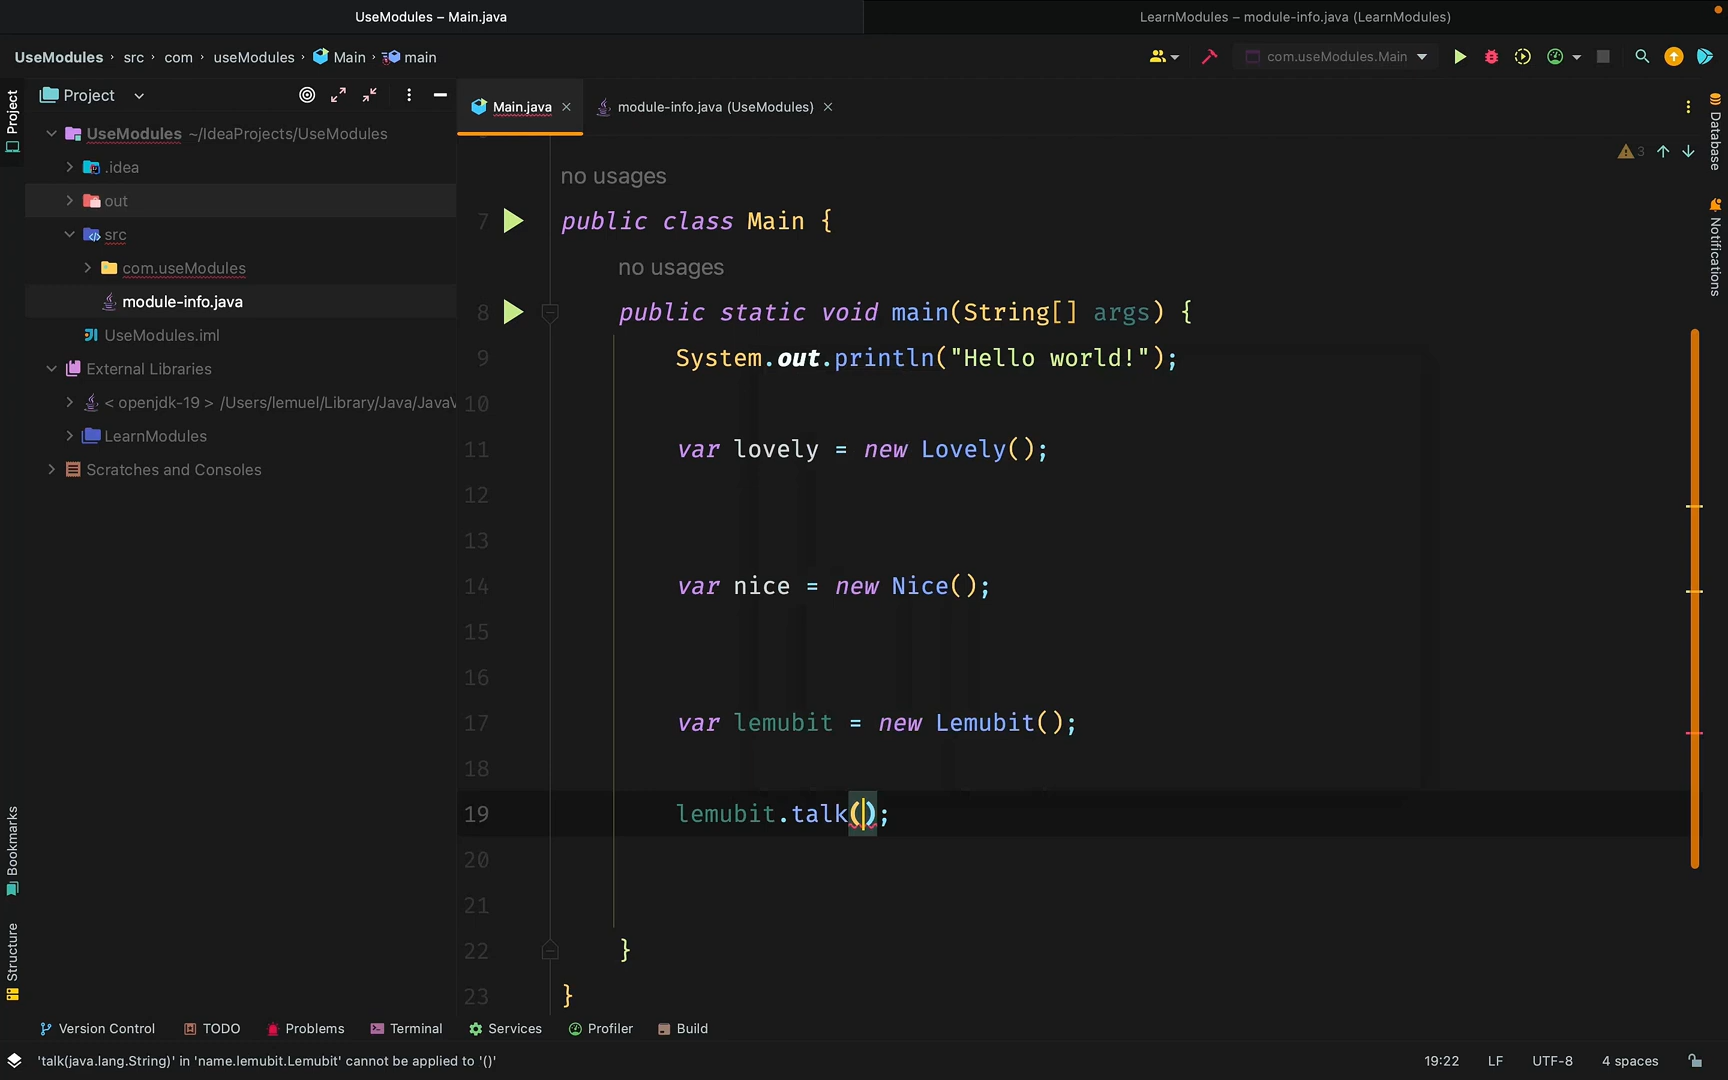 UseModules – Main.java
LearnModules – module-info.java (LearnModules)
UseModules › src › com › useModules › Main › main
com.useModules.Main
Project
Main.java
module-info.java (UseModules)
Project
UseModules ~/IdeaProjects/UseModules
.idea
out
src
com.useModules
module-info.java
UseModules.iml
External Libraries
< openjdk-19 > /Users/lemuel/Library/Java/JavaV
LearnModules
Scratches and Consoles
3
no usages
7 public class Main {
no usages
8 public static void main(String[] args) {
9 System.out.println("Hello world!");
10
11 var lovely = new Lovely();
12
13
14 var nice = new Nice();
15
16
17 var lemubit = new Lemubit();
18
19 lemubit.talk();
20
21
22 }
23 }
Database
Notifications
Bookmarks
Structure
Version Control
TODO
Problems
Terminal
Services
Profiler
Build
'talk(java.lang.String)' in 'name.lemubit.Lemubit' cannot be applied to '()'
19:22 LF UTF-8 4 spaces